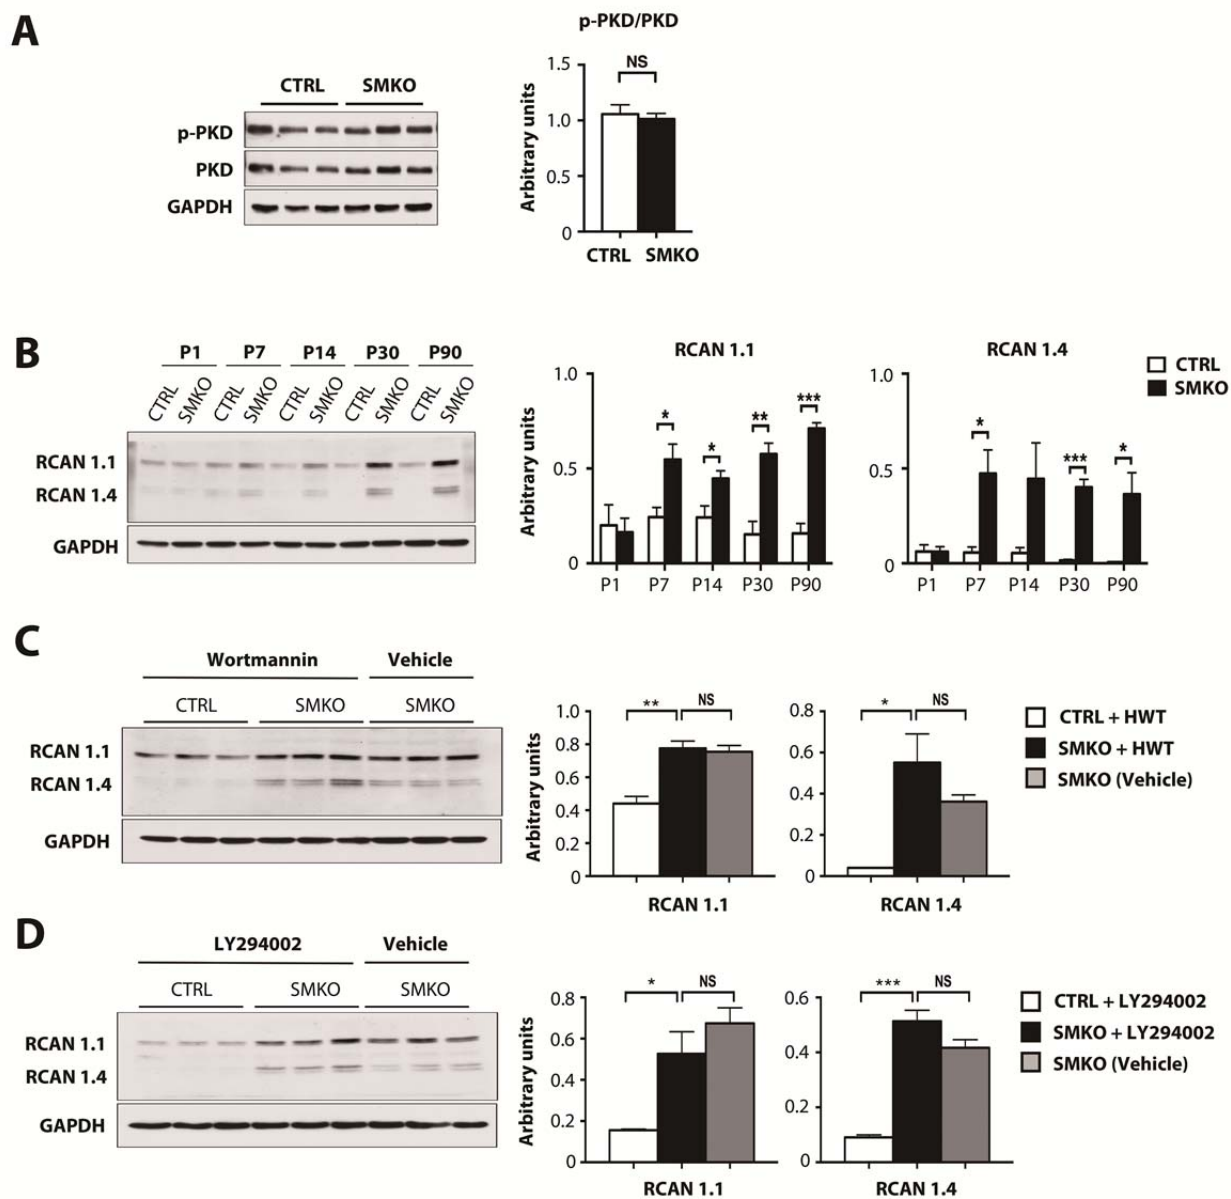 A
CTRL SMKO
p-PKD
PKD
GAPDH
p-PKD/PKD
Arbitrary units
1.5
1.0
0.5
0
NS
CTRL SMKO
B
P1 P7 P14 P30 P90
CTRL SMKO CTRL SMKO CTRL SMKO CTRL SMKO CTRL SMKO
RCAN 1.1
RCAN 1.4
GAPDH
RCAN 1.1
Arbitrary units
1.0
0.5
0
* * ** ***
P1 P7 P14 P30 P90
RCAN 1.4
1.0
0.5
0
* *** *
P1 P7 P14 P30 P90
CTRL
SMKO
C
Wortmannin Vehicle
CTRL SMKO SMKO
RCAN 1.1
RCAN 1.4
GAPDH
Arbitrary units
1.0
0.8
0.6
0.4
0.2
0
** NS
RCAN 1.1
0.8
0.6
0.4
0.2
0
* NS
RCAN 1.4
CTRL + HWT
SMKO + HWT
SMKO (Vehicle)
D
LY294002 Vehicle
CTRL SMKO SMKO
RCAN 1.1
RCAN 1.4
GAPDH
Arbitrary units
0.8
0.6
0.4
0.2
0
* NS
RCAN 1.1
0.6
0.4
0.2
0
*** NS
RCAN 1.4
CTRL + LY294002
SMKO + LY294002
SMKO (Vehicle)